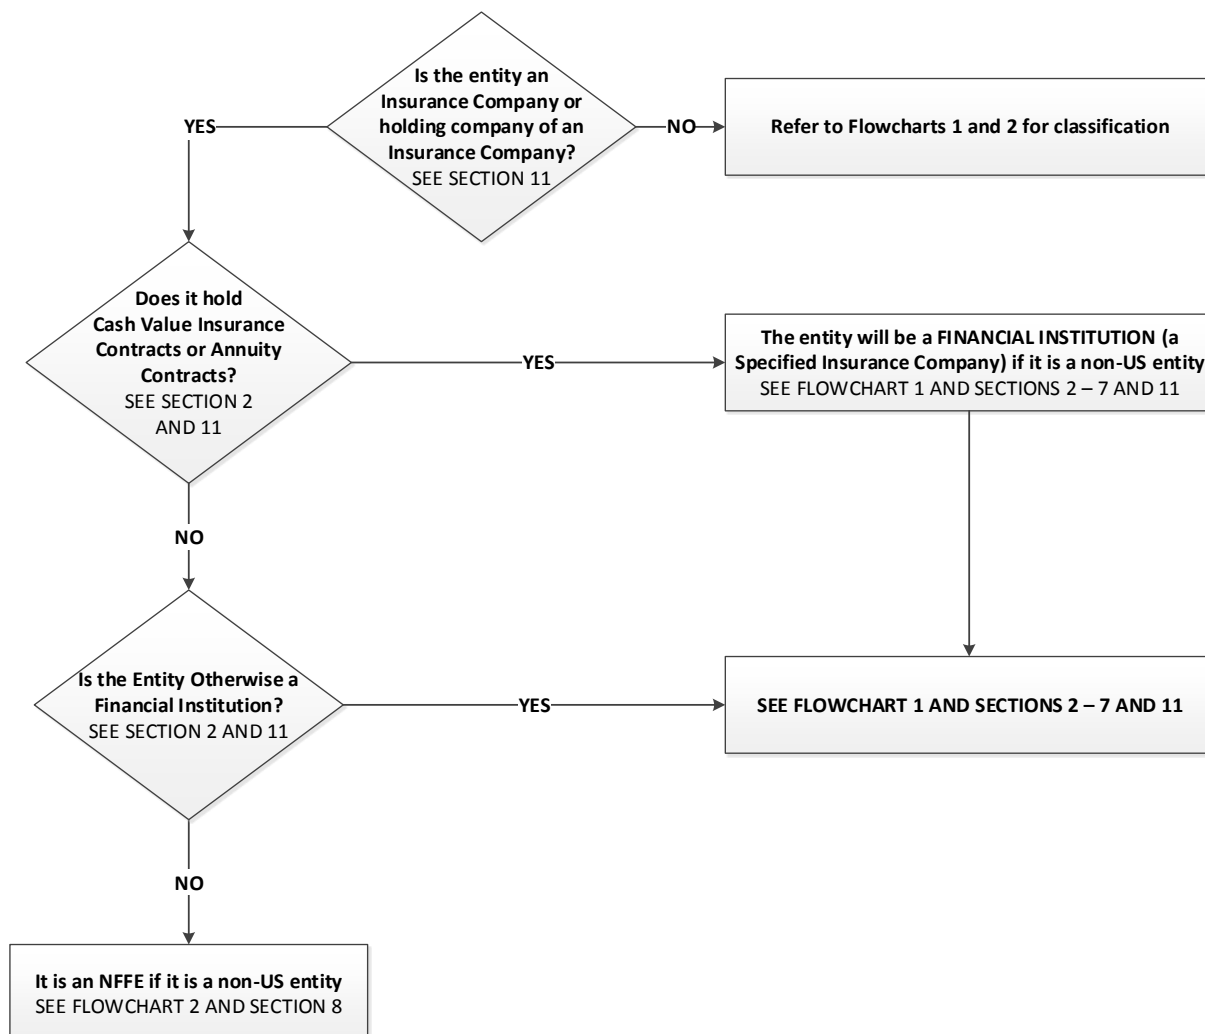 Is the entity an
Insurance Company or
holding company of an
Insurance Company?
SEE SECTION 11
YES
NO
Refer to Flowcharts 1 and 2 for classification
Does it hold
Cash Value Insurance
Contracts or Annuity
Contracts?
SEE SECTION 2
AND 11
YES
The entity will be a FINANCIAL INSTITUTION (a
Specified Insurance Company) if it is a non-US entity
SEE FLOWCHART 1 AND SECTIONS 2 – 7 AND 11
NO
Is the Entity Otherwise a
Financial Institution?
SEE SECTION 2 AND 11
YES
SEE FLOWCHART 1 AND SECTIONS 2 – 7 AND 11
NO
It is an NFFE if it is a non-US entity
SEE FLOWCHART 2 AND SECTION 8